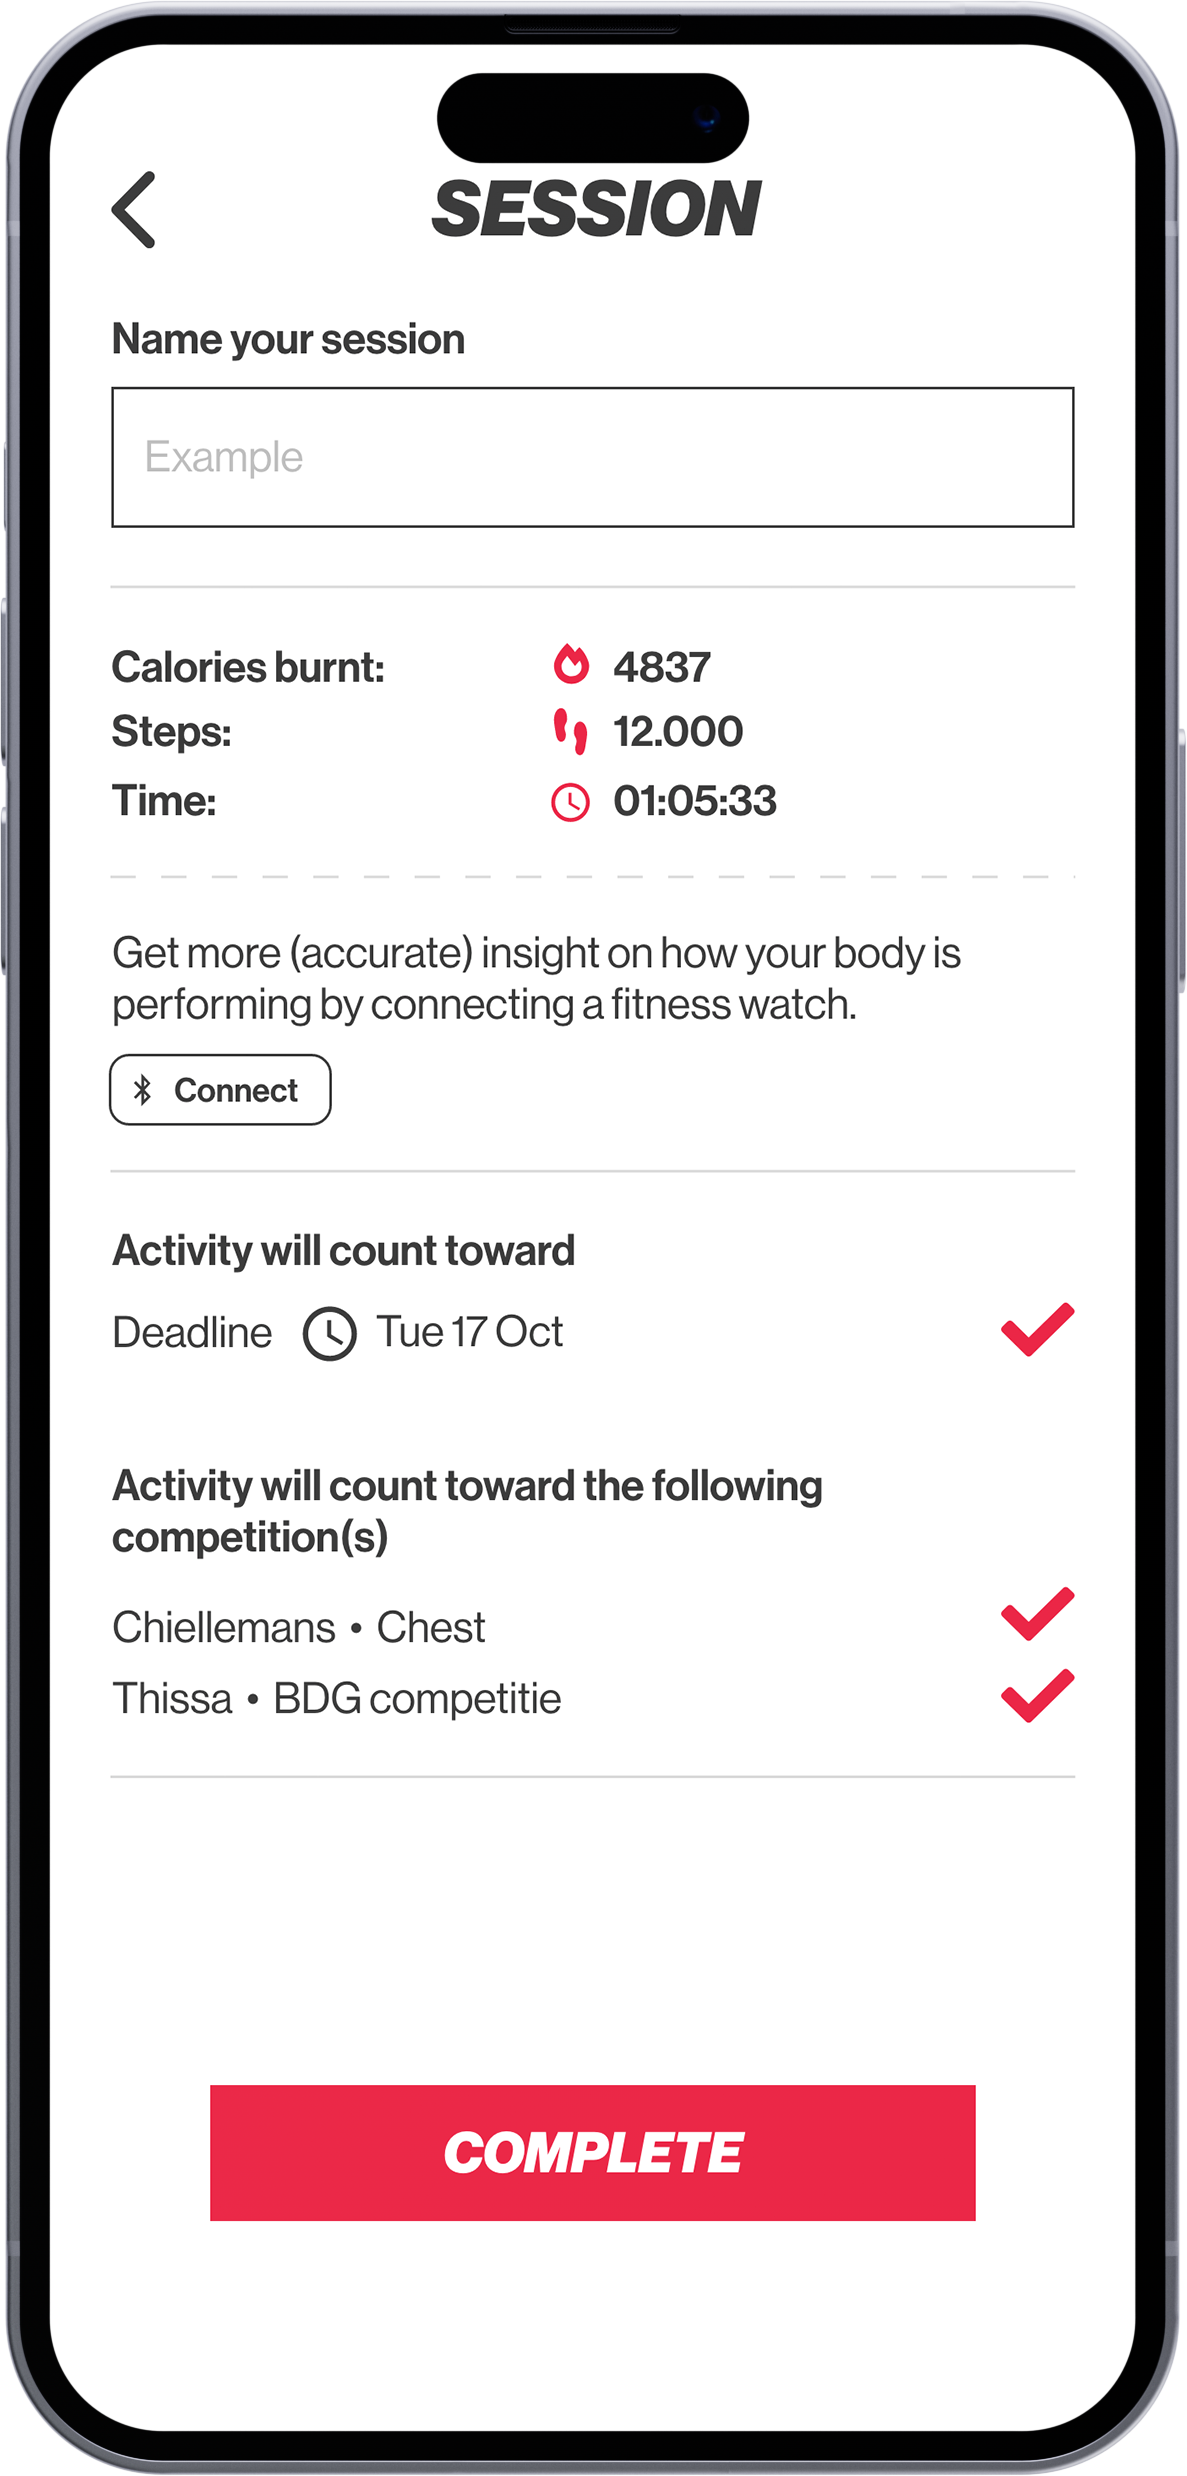 SESSION
Name your session
Example
Calories burnt: 4837
Steps: 12.000
Time: 01:05:33
Get more (accurate) insight on how your body is
performing by connecting a fitness watch.
Connect
Activity will count toward
Deadline Tue 17 Oct
Activity will count toward the following
competition(s)
Chiellemans • Chest
Thissa • BDG competitie
COMPLETE